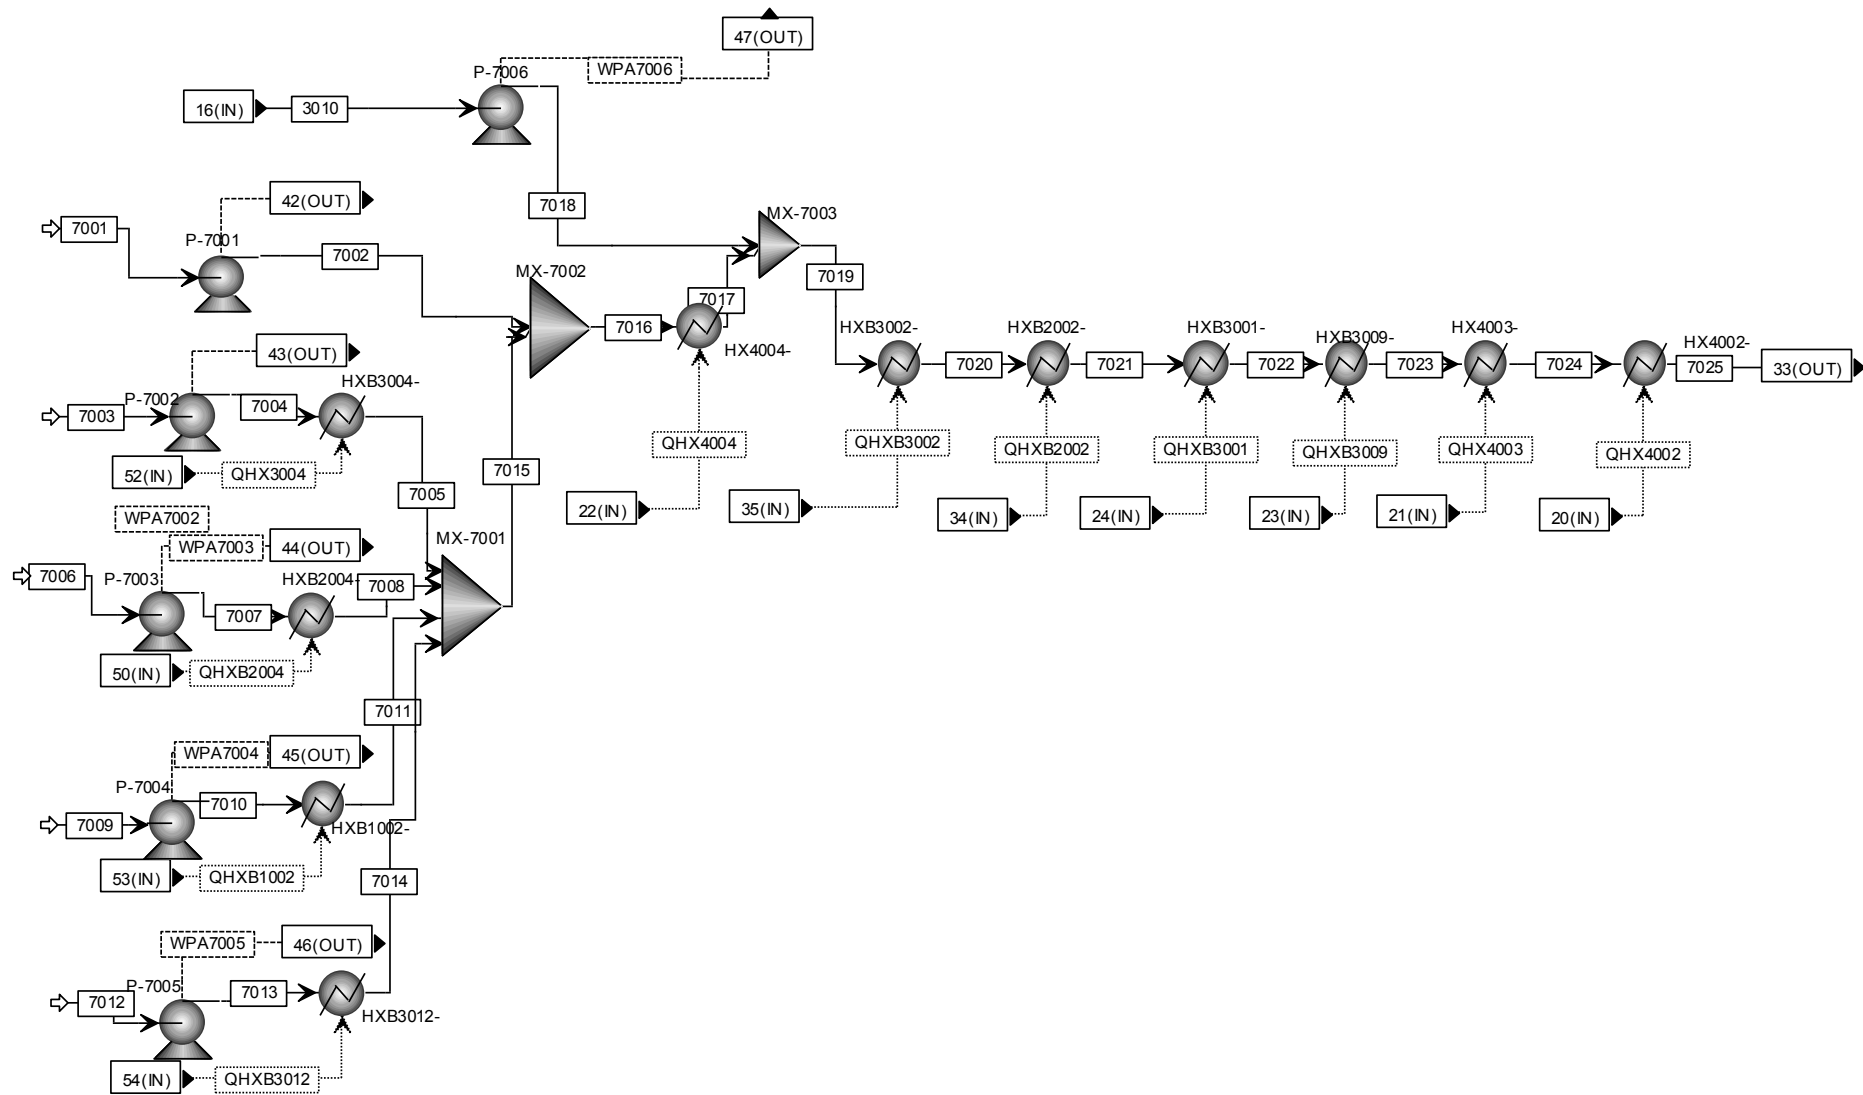 47(OUT)
P-7006
WPA7006
16(IN)
3010
42(OUT)
7018
MX-7003
7001
P-7001
7002
MX-7002
7019
7017
7016
HX4004-
HXB3002-
HXB2002-
HXB3001-
HXB3009-
HX4003-
HX4002-
7020
7021
7022
7023
7024
7025
33(OUT)
43(OUT)
HXB3004-
P-7002
7003
7004
QHX4004
QHXB3002
QHXB2002
QHXB3001
QHXB3009
QHX4003
QHX4002
52(IN)
QHX3004
7015
7005
22(IN)
35(IN)
34(IN)
24(IN)
23(IN)
21(IN)
20(IN)
WPA7002
WPA7003
44(OUT)
MX-7001
7006
P-7003
HXB2004-
7008
7007
50(IN)
QHXB2004
7011
WPA7004
45(OUT)
P-7004
7010
7009
HXB1002-
53(IN)
QHXB1002
7014
WPA7005
46(OUT)
P-7005
7012
7013
HXB3012-
54(IN)
QHXB3012